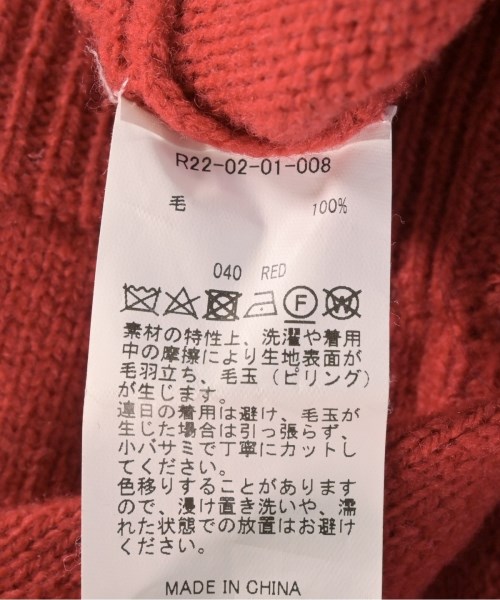 R22-02-01-008
毛 100%
040 RED
F W
素材の特性上、洗濯や着用
中の摩擦により生地表面が
毛羽立ち、毛玉(ピリング)
が生じます。
連日の着用は避け、毛玉が
生じた場合は引っ張らず、
小バサミで丁寧にカットし
てください。
色移りすることがあります
ので、浸け置き洗いや、濡
れた状態での放置はお避け
ください。
MADE IN CHINA